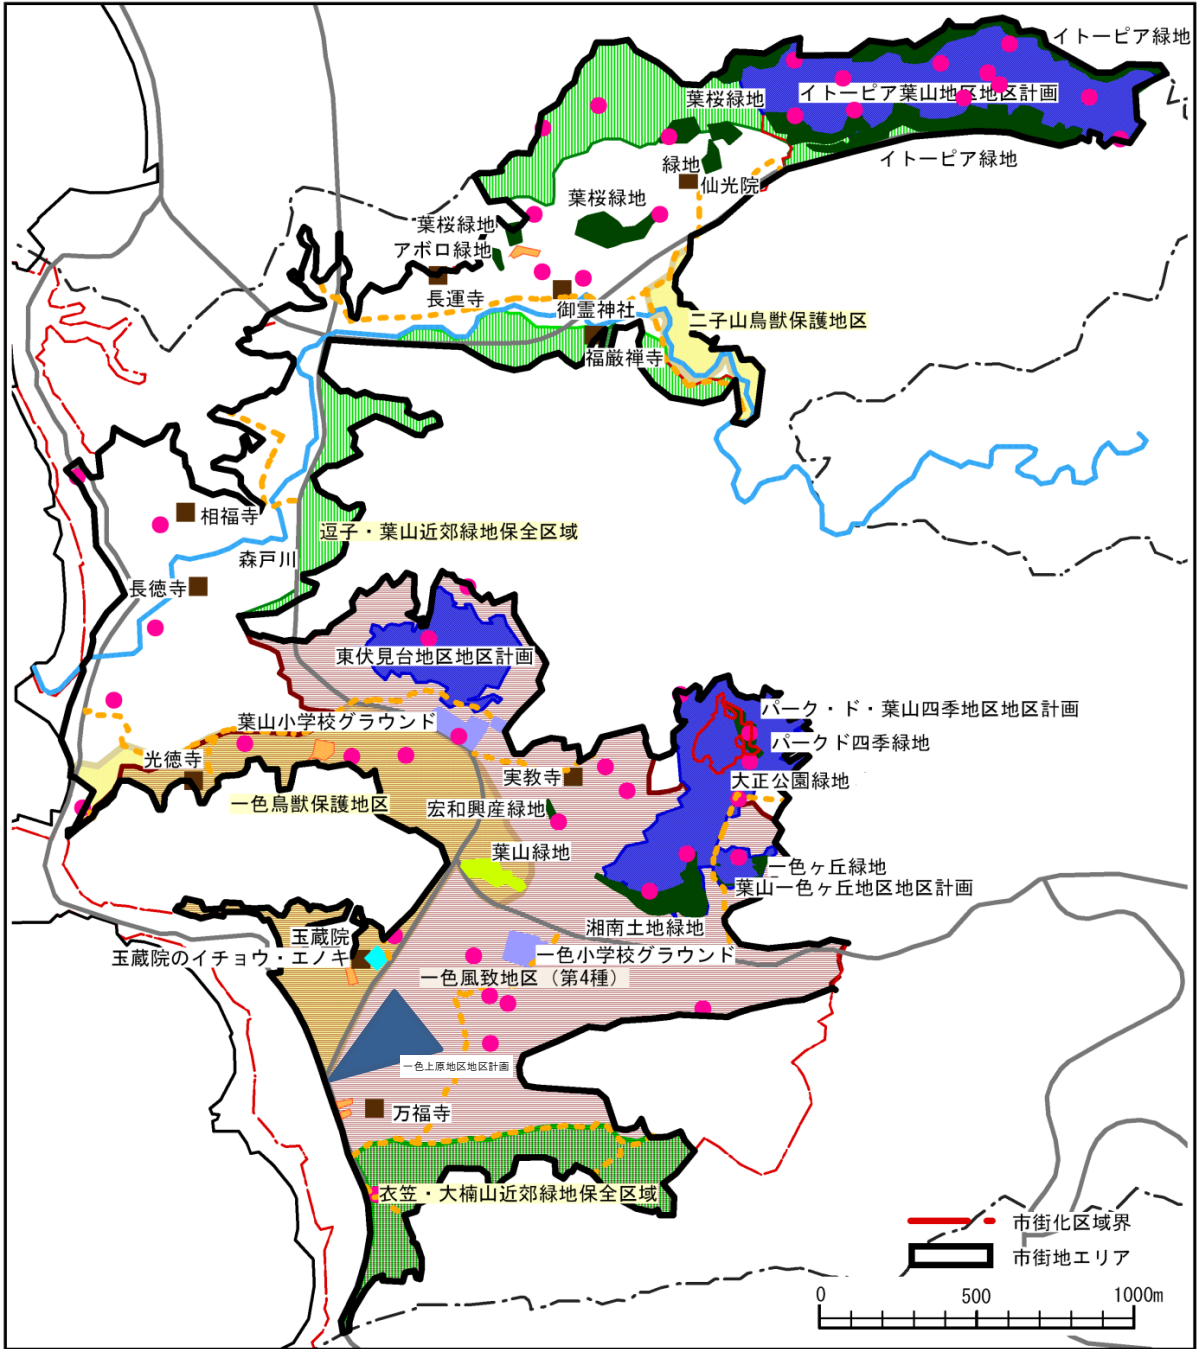 イトーピア緑地
葉桜緑地
イトーピア葉山地区地区計画
イトーピア緑地
緑地
仙光院
葉桜緑地
葉桜緑地
アボロ緑地
長運寺
御霊神社
二子山鳥獣保護地区
福厳禅寺
相福寺
逗子・葉山近郊緑地保全区域
森戸川
長徳寺
東伏見台地区地区計画
パーク・ド・葉山四季地区地区計画
葉山小学校グラウンド
パークド四季緑地
光徳寺
実教寺
大正公園緑地
一色鳥獣保護地区
宏和興産緑地
葉山緑地
一色ヶ丘緑地
葉山一色ヶ丘地区地区計画
湘南土地緑地
玉蔵院
玉蔵院のイチョウ・エノキ
一色小学校グラウンド
一色風致地区（第4種）
一色上原地区地区計画
万福寺
衣笠・大楠山近郊緑地保全区域
市街化区域界
市街地エリア
0 500 1000m